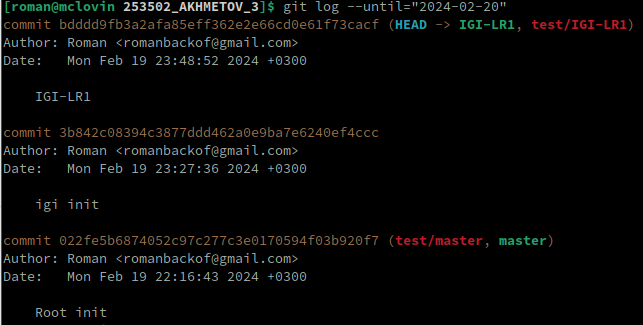 [roman@mclovin 253502_AKHMETOV_3]$ git log --until="2024-02-20"
commit bdddd9fb3a2afa85eff362e2e66cd0e61f73cacf (HEAD -> IGI-LR1, test/IGI-LR1)
Author: Roman <romanbackof@gmail.com>
Date:   Mon Feb 19 23:48:52 2024 +0300
    IGI-LR1
commit 3b842c08394c3877ddd462a0e9ba7e6240ef4ccc
Author: Roman <romanbackof@gmail.com>
Date:   Mon Feb 19 23:27:36 2024 +0300
    igi init
commit 022fe5b6874052c97c277c3e0170594f03b920f7 (test/master, master)
Author: Roman <romanbackof@gmail.com>
Date:   Mon Feb 19 22:16:43 2024 +0300
    Root init